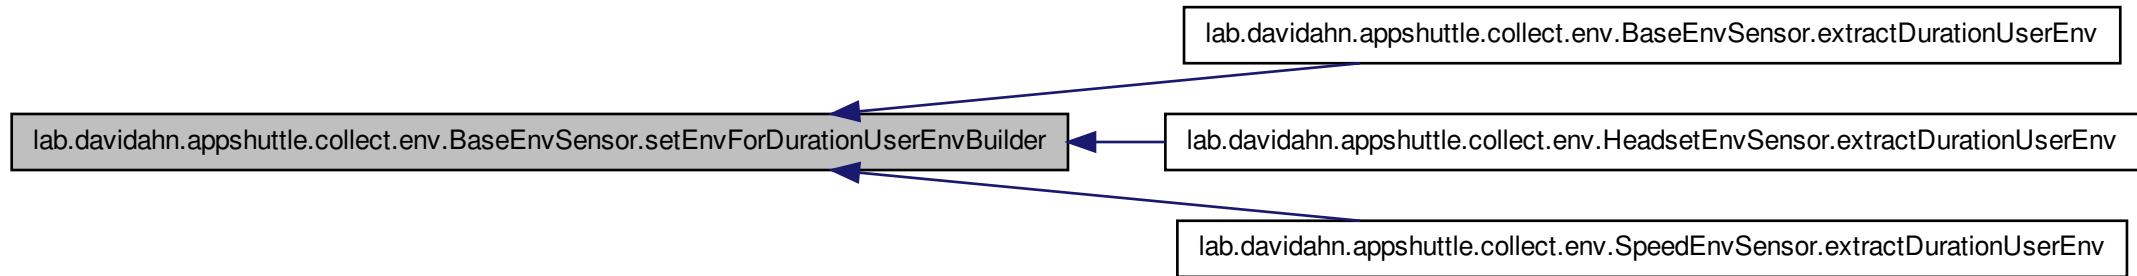 lab.davidahn.appshuttle.collect.env.BaseEnvSensor.extractDurationUserEnv
lab.davidahn.appshuttle.collect.env.BaseEnvSensor.setEnvForDurationUserEnvBuilder
lab.davidahn.appshuttle.collect.env.HeadsetEnvSensor.extractDurationUserEnv
lab.davidahn.appshuttle.collect.env.SpeedEnvSensor.extractDurationUserEnv